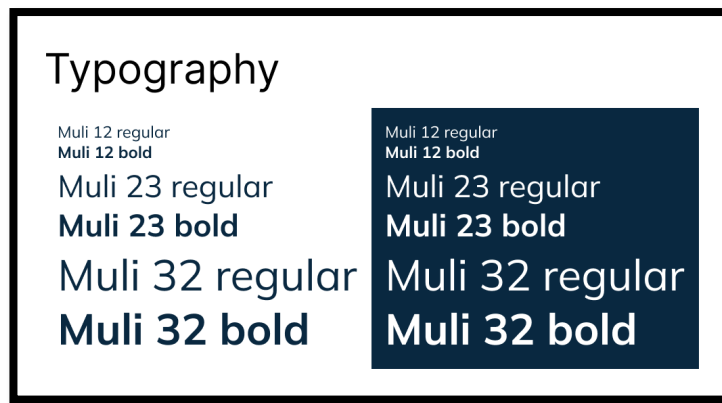 Typography
Muli 12 regular
Muli 12 bold
Muli 23 regular
Muli 23 bold
Muli 32 regular
Muli 32 bold
Muli 12 regular
Muli 12 bold
Muli 23 regular
Muli 23 bold
Muli 32 regular
Muli 32 bold